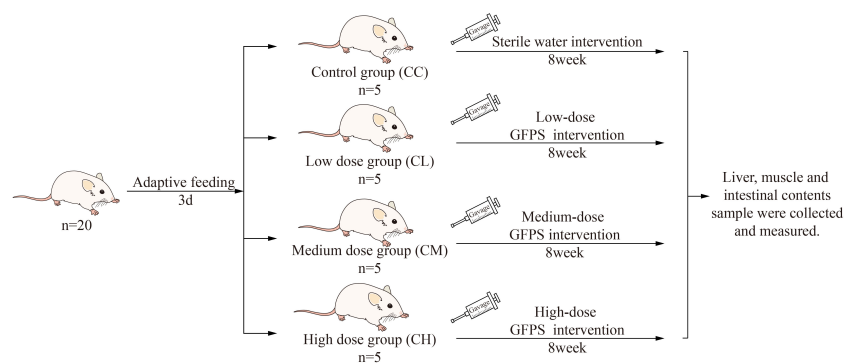 Gavage
Sterile water intervention
8week
Control group (CC)
n=5
Gavage
Low-dose
GFPS intervention
8week
Low dose group (CL)
n=5
Adaptive feeding
3d
n=20
Liver, muscle and
intestinal contents
sample were collected
and measured.
Gavage
Medium-dose
GFPS intervention
8week
Medium dose group (CM)
n=5
Gavage
High-dose
GFPS intervention
8week
High dose group (CH)
n=5